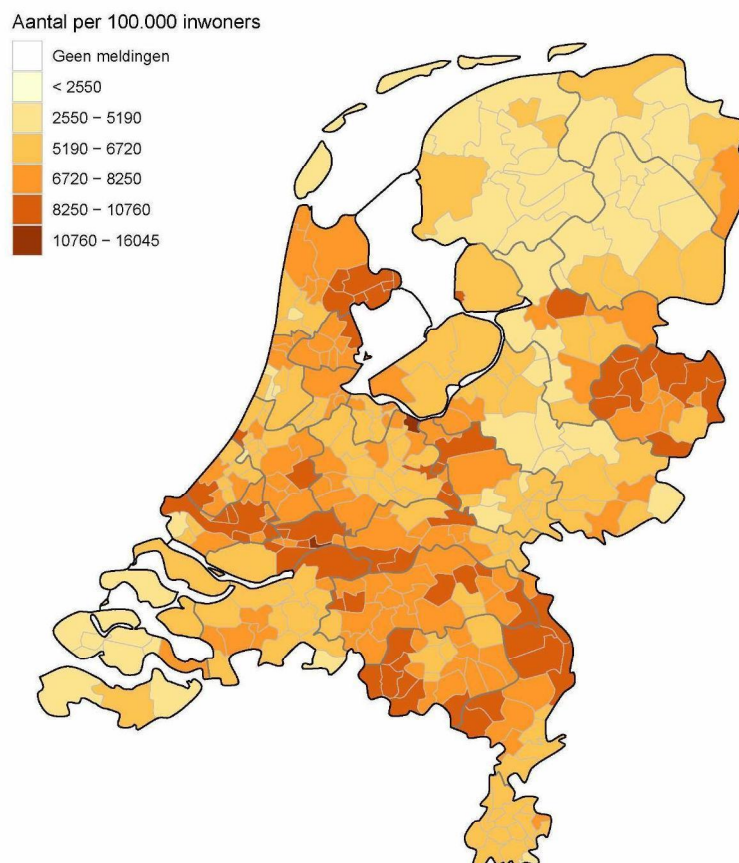 Aantal per 100.000 inwoners
Geen meldingen
< 2550
2550 − 5190
5190 − 6720
6720 − 8250
8250 − 10760
10760 − 16045